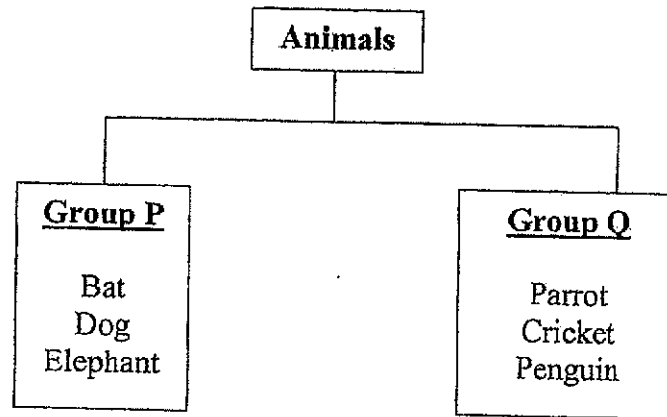 Animals
Group P
Bat
Dog
Elephant
Group Q
Parrot
Cricket
Penguin